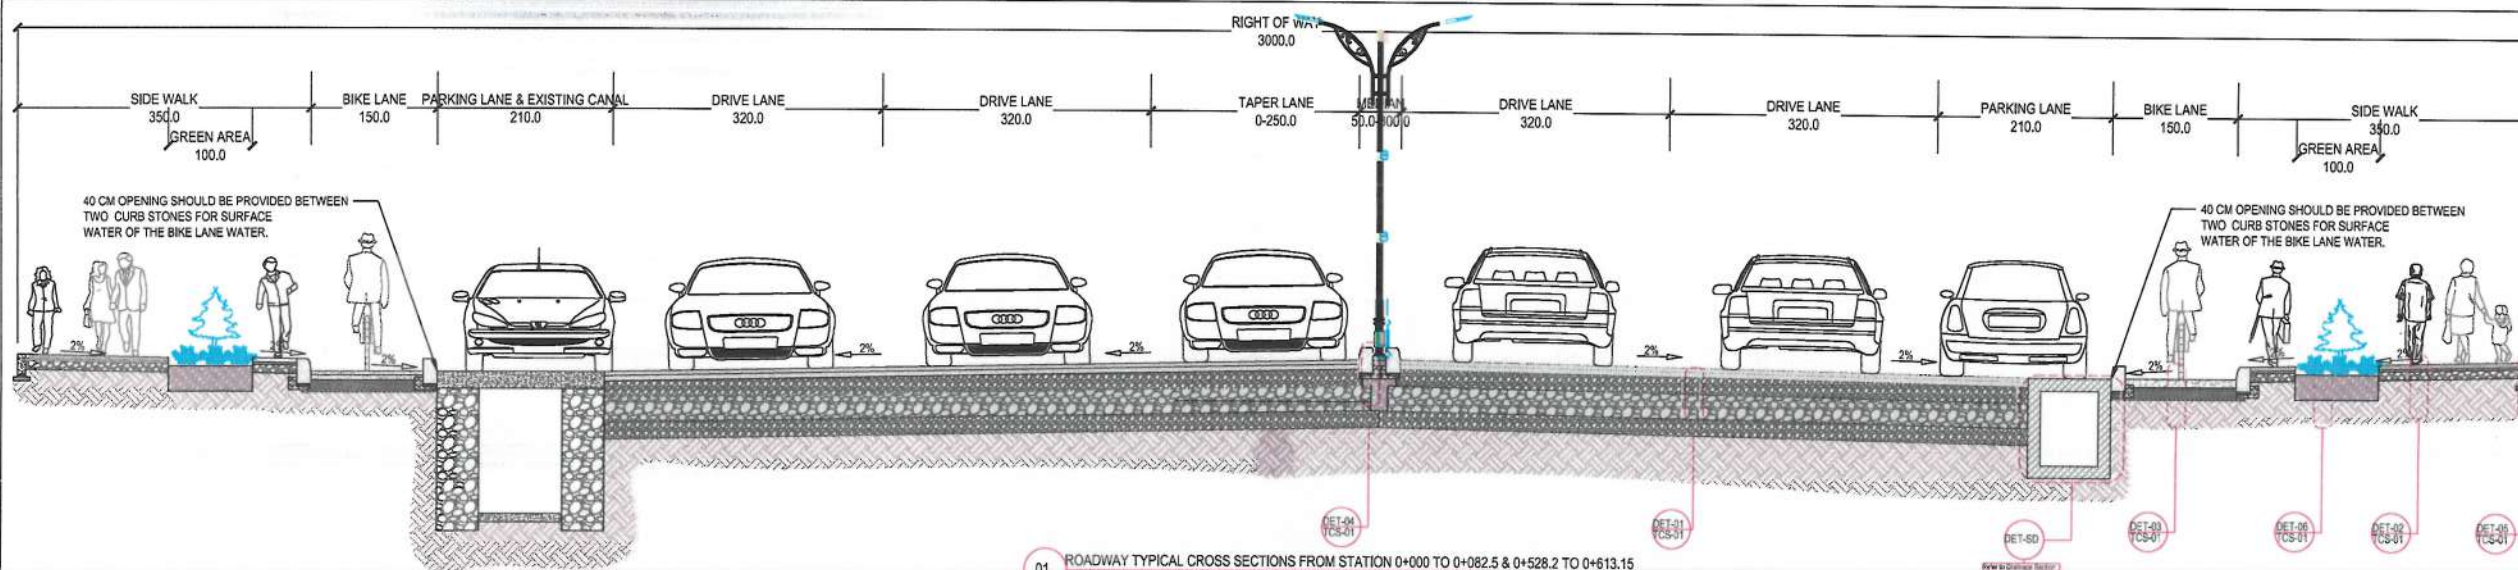 RIGHT OF WAY
3000.0
SIDE WALK
350.0
GREEN AREA
100.0
BIKE LANE
150.0
PARKING LANE & EXISTING CANAL
210.0
DRIVE LANE
320.0
DRIVE LANE
320.0
TAPER LANE
0-250.0
MEDIAN
DRIVE LANE
320.0
DRIVE LANE
320.0
PARKING LANE
210.0
BIKE LANE
150.0
SIDE WALK
350.0
GREEN AREA
100.0
40 CM OPENING SHOULD BE PROVIDED BETWEEN
TWO CURB STONES FOR SURFACE
WATER OF THE BIKE LANE WATER.
40 CM OPENING SHOULD BE PROVIDED BETWEEN
TWO CURB STONES FOR SURFACE
WATER OF THE BIKE LANE WATER.
2%
2%
2%
2%
2%
2%
2%
2%
2%
DET-04
TCS-01
DET-01
TCS-01
DET-SD
DET-03
TCS-01
DET-06
TCS-01
DET-02
TCS-01
DET-05
TCS-01
01
ROADWAY TYPICAL CROSS SECTIONS FROM STATION 0+000 TO 0+082.5 & 0+528.2 TO 0+613.15